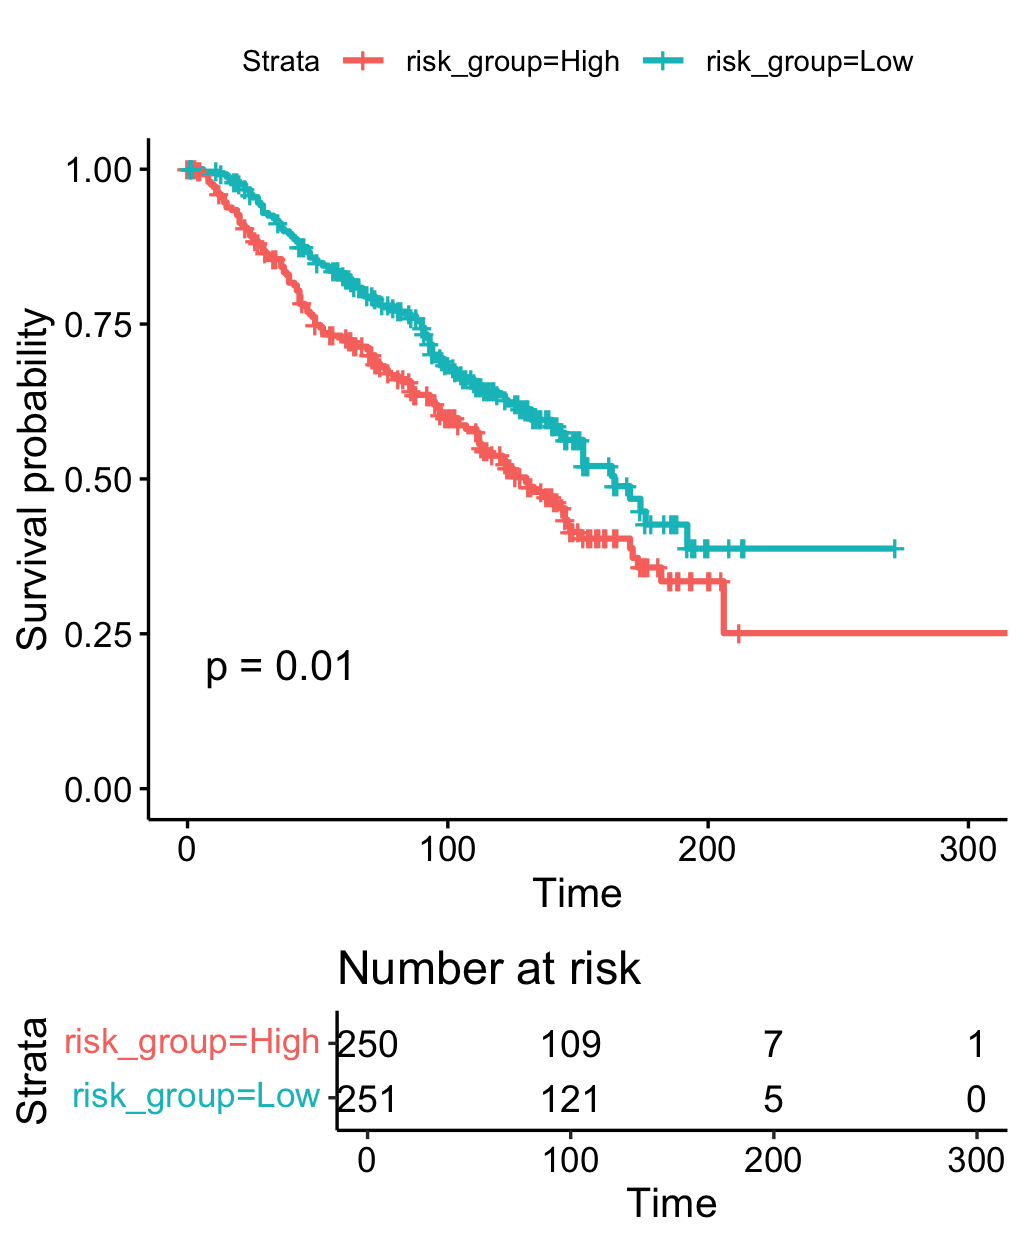 Strata risk_group=High risk_group=Low
1.00
0.75
0.50
0.25
0.00
Survival probability
p = 0.01
0 100 200 300
Time
Number at risk
Strata
risk_group=High 250 109 7 1
risk_group=Low 251 121 5 0
0 100 200 300
Time